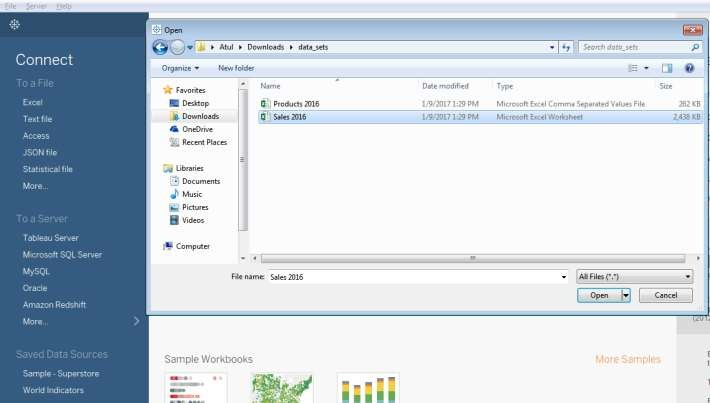 File Server Help
Connect
To a File
Excel
Text file
Access
JSON file
Statistical file
More...
To a Server
Tableau Server
Microsoft SQL Server
MySQL
Oracle
Amazon Redshift
More...
Saved Data Sources
Sample - Superstore
World Indicators
Open
Atul Downloads data_sets
Search data_sets
Organize New folder
Favorites
Desktop
Downloads
OneDrive
Recent Places
Libraries
Documents
Music
Pictures
Videos
Computer
Name Date modified Type Size
Products 2016 1/9/2017 1:29 PM Microsoft Excel Comma Separated Values File 262 KB
Sales 2016 1/9/2017 1:29 PM Microsoft Excel Worksheet 2,438 KB
File name: Sales 2016 All Files (*.*)
Open Cancel
Sample Workbooks More Samples